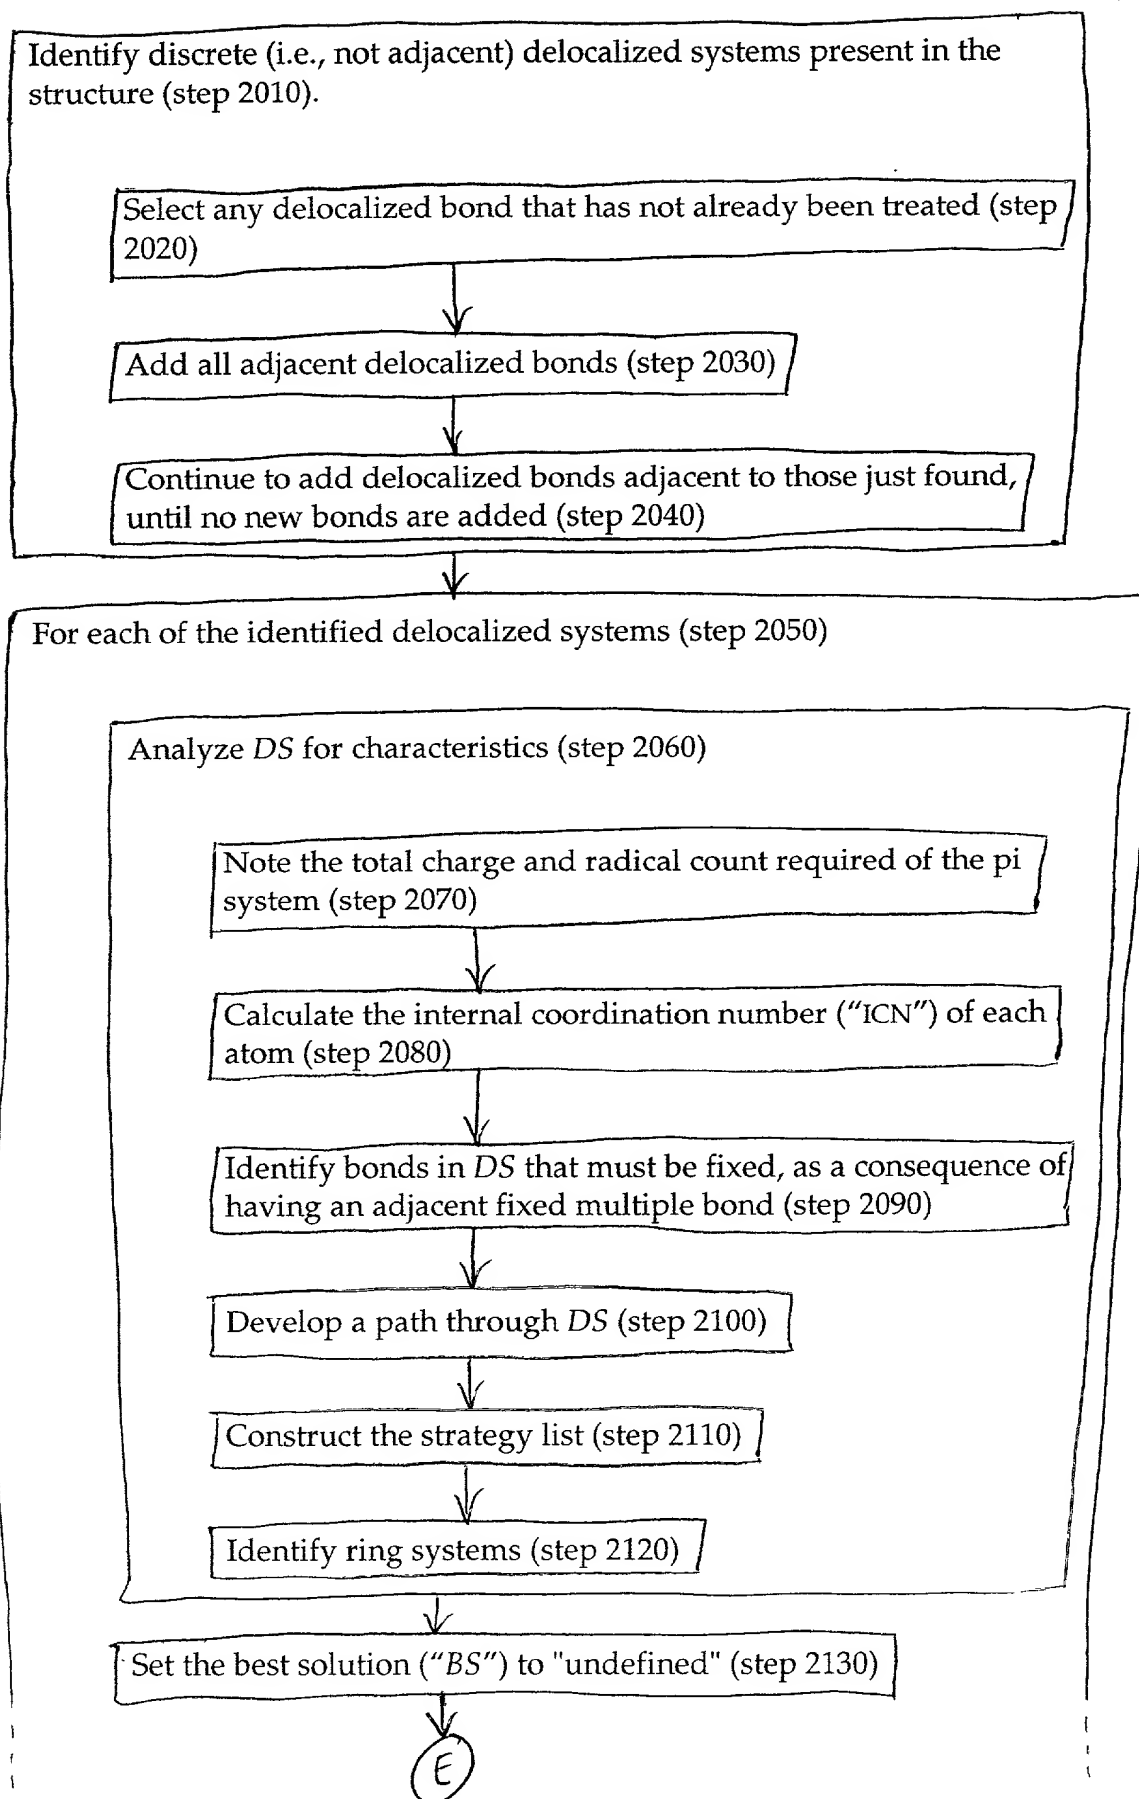 Identify discrete (i.e., not adjacent) delocalized systems present in the
structure (step 2010).
Select any delocalized bond that has not already been treated (step
2020)
Add all adjacent delocalized bonds (step 2030)
Continue to add delocalized bonds adjacent to those just found,
until no new bonds are added (step 2040)
For each of the identified delocalized systems (step 2050)
Analyze DS for characteristics (step 2060)
Note the total charge and radical count required of the pi
system (step 2070)
Calculate the internal coordination number ("ICN") of each
atom (step 2080)
Identify bonds in DS that must be fixed, as a consequence of
having an adjacent fixed multiple bond (step 2090)
Develop a path through DS (step 2100)
Construct the strategy list (step 2110)
Identify ring systems (step 2120)
Set the best solution ("BS") to "undefined" (step 2130)
E